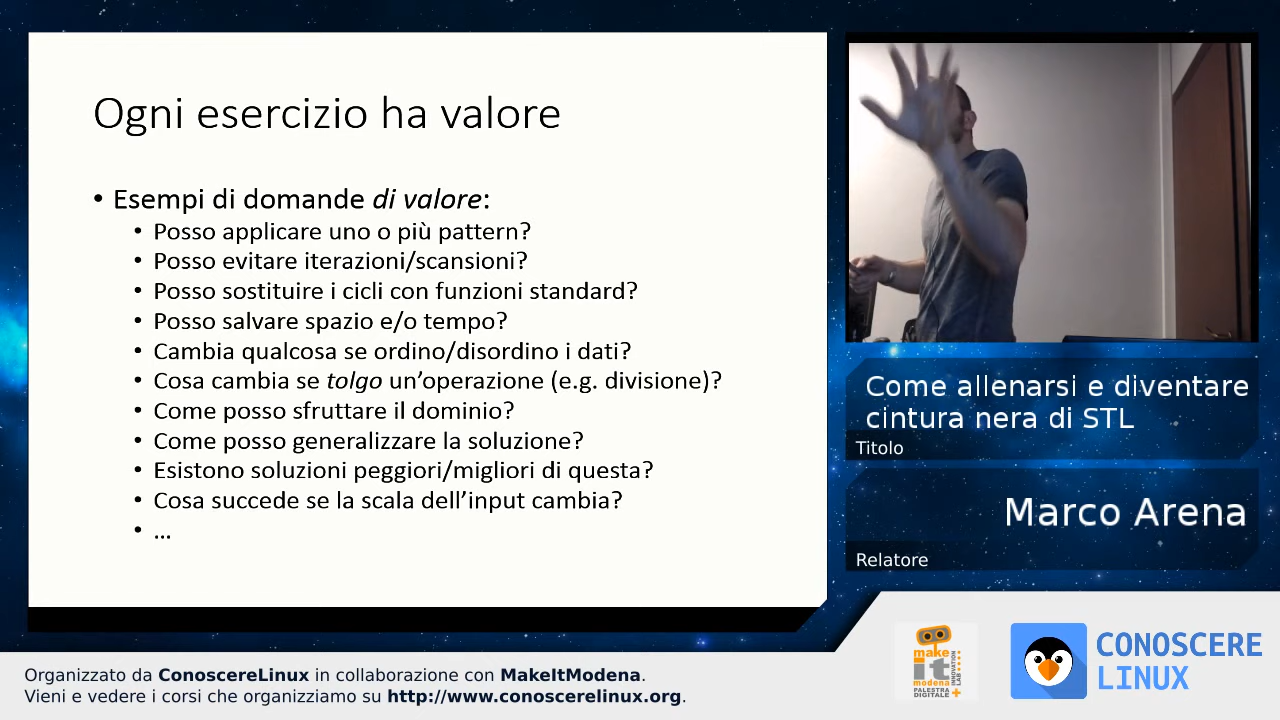 Ogni esercizio ha valore
• Esempi di domande di valore:
• Posso applicare uno o più pattern?
• Posso evitare iterazioni/scansioni?
• Posso sostituire i cicli con funzioni standard?
• Posso salvare spazio e/o tempo?
• Cambia qualcosa se ordino/disordino i dati?
• Cosa cambia se tolgo un'operazione (e.g. divisione)?
• Come posso sfruttare il dominio?
• Come posso generalizzare la soluzione?
• Esistono soluzioni peggiori/migliori di questa?
• Cosa succede se la scala dell'input cambia?
• ...
Come allenarsi e diventare
cintura nera di STL
Titolo
Marco Arena
Relatore
make
it
modena
PALESTRA
DIGITALE
INNOVATION
LAB
CONOSCERE
LINUX
Organizzato da ConoscereLinux in collaborazione con MakeItModena.
Vieni e vedere i corsi che organizziamo su http://www.conoscerelinux.org.